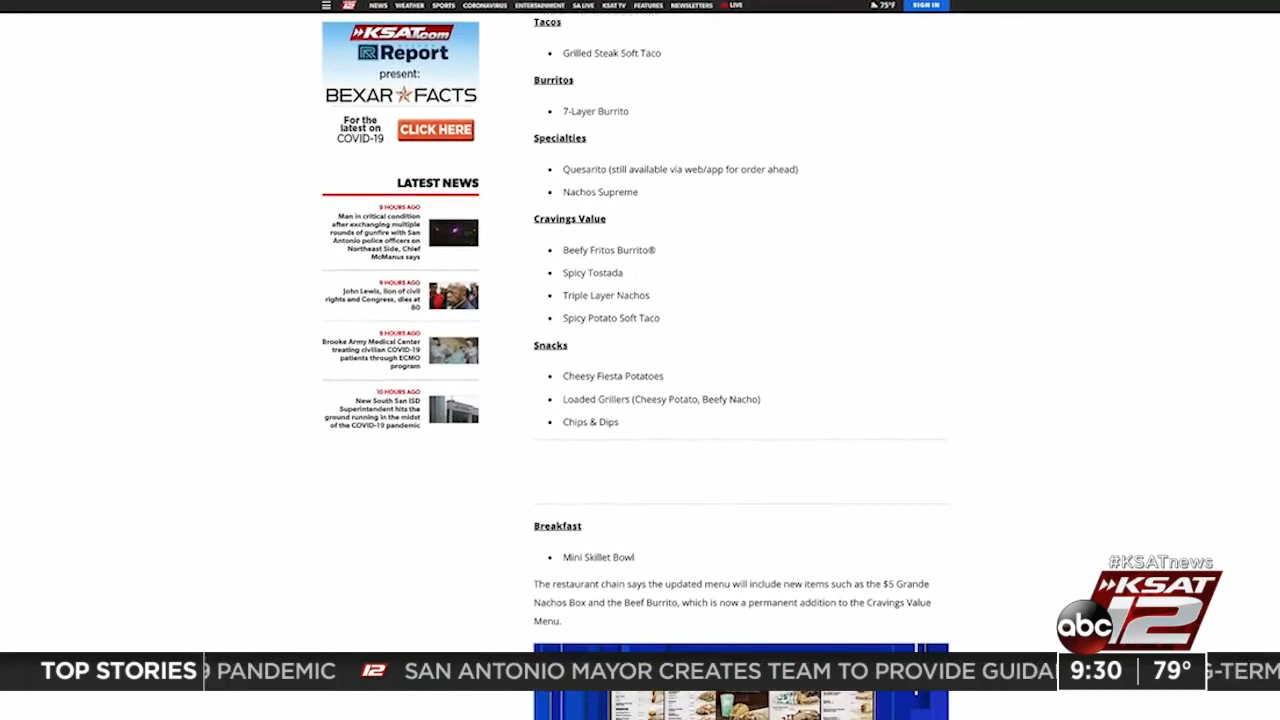 NEWS WEATHER SPORTS CORONAVIRUS ENTERTAINMENT SA LIVE KSAT TV FEATURES NEWSLETTERS LIVE 75°F SIGN IN
KSAT.com
Report
present:
BEXAR FACTS
For the
latest on
COVID-19
CLICK HERE
LATEST NEWS
9 HOURS AGO
Man in critical condition
after exchanging multiple
rounds of gunfire with San
Antonio police officers on
Northeast Side, Chief
McManus says
9 HOURS AGO
John Lewis, lion of civil
rights and Congress, dies at
80
9 HOURS AGO
Brooke Army Medical Center
treating civilian COVID-19
patients through ECMO
program
10 HOURS AGO
New South San ISD
Superintendent hits the
ground running in the midst
of the COVID-19 pandemic
Tacos
• Grilled Steak Soft Taco
Burritos
• 7-Layer Burrito
Specialties
• Quesarito (still available via web/app for order ahead)
• Nachos Supreme
Cravings Value
• Beefy Fritos Burrito®
• Spicy Tostada
• Triple Layer Nachos
• Spicy Potato Soft Taco
Snacks
• Cheesy Fiesta Potatoes
• Loaded Grillers (Cheesy Potato, Beefy Nacho)
• Chips & Dips
Breakfast
• Mini Skillet Bowl
The restaurant chain says the updated menu will include new items such as the $5 Grande
Nachos Box and the Beef Burrito, which is now a permanent addition to the Cravings Value
Menu.
#KSATnews
KSAT
abc 12
TOP STORIES 9 PANDEMIC 12 SAN ANTONIO MAYOR CREATES TEAM TO PROVIDE GUIDA 9:30 79° G-TERM